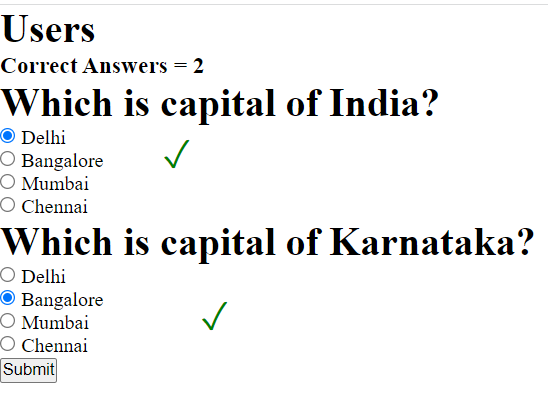 Users
Correct Answers = 2
Which is capital of India?
Delhi
Bangalore
Mumbai
Chennai
Which is capital of Karnataka?
Delhi
Bangalore
Mumbai
Chennai
Submit